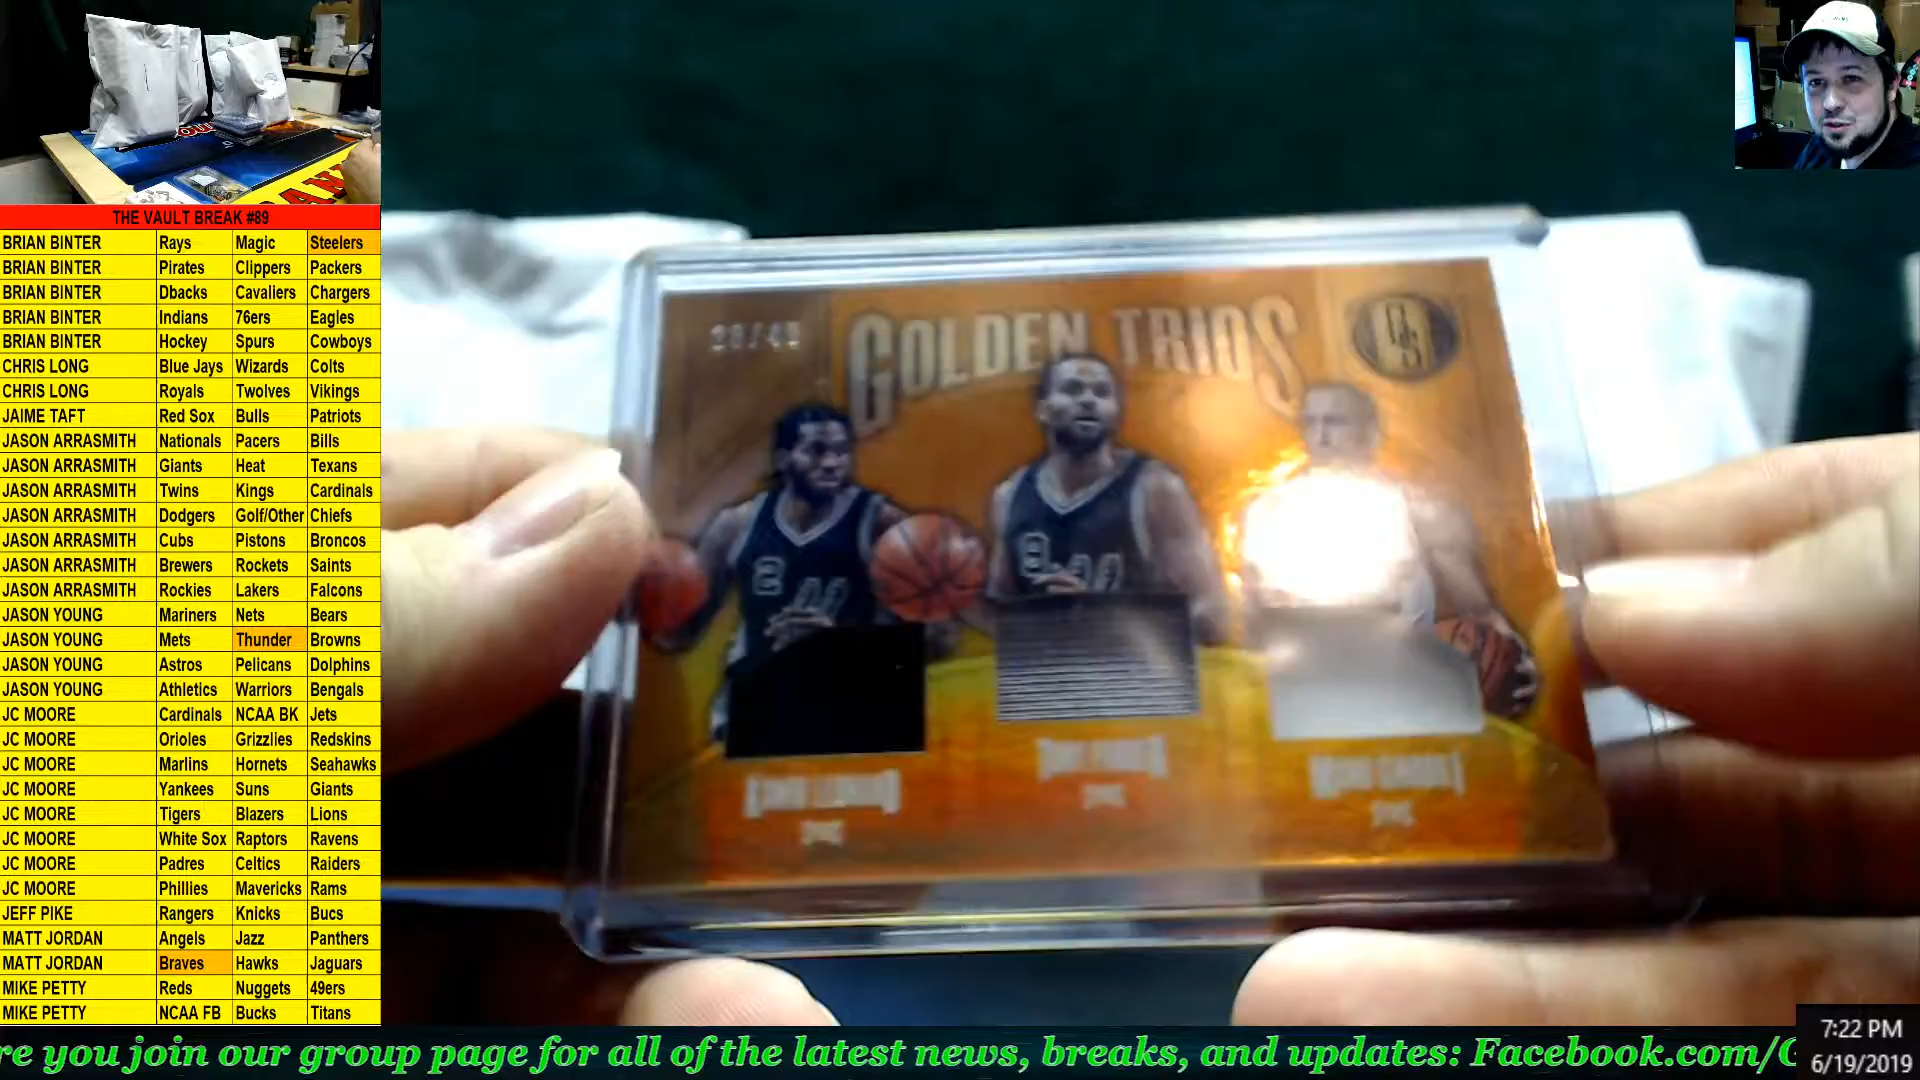 THE VAULT BREAK #89
BRIAN BINTER Rays Magic Steelers
BRIAN BINTER Pirates Clippers Packers
BRIAN BINTER Dbacks Cavaliers Chargers
BRIAN BINTER Indians 76ers Eagles
BRIAN BINTER Hockey Spurs Cowboys
CHRIS LONG Blue Jays Wizards Colts
CHRIS LONG Royals Twolves Vikings
JAIME TAFT Red Sox Bulls Patriots
JASON ARRASMITH Nationals Pacers Bills
JASON ARRASMITH Giants Heat Texans
JASON ARRASMITH Twins Kings Cardinals
JASON ARRASMITH Dodgers Golf/Other Chiefs
JASON ARRASMITH Cubs Pistons Broncos
JASON ARRASMITH Brewers Rockets Saints
JASON ARRASMITH Rockies Lakers Falcons
JASON YOUNG Mariners Nets Bears
JASON YOUNG Mets Thunder Browns
JASON YOUNG Astros Pelicans Dolphins
JASON YOUNG Athletics Warriors Bengals
JC MOORE Cardinals NCAA BK Jets
JC MOORE Orioles Grizzlies Redskins
JC MOORE Marlins Hornets Seahawks
JC MOORE Yankees Suns Giants
JC MOORE Tigers Blazers Lions
JC MOORE White Sox Raptors Ravens
JC MOORE Padres Celtics Raiders
JC MOORE Phillies Mavericks Rams
JEFF PIKE Rangers Knicks Bucs
MATT JORDAN Angels Jazz Panthers
MATT JORDAN Braves Hawks Jaguars
MIKE PETTY Reds Nuggets 49ers
MIKE PETTY NCAA FB Bucks Titans
GOLDEN TRIOS
re you join our group page for all of the latest news, breaks, and updates: Facebook.com/G
7:22 PM
6/19/2019